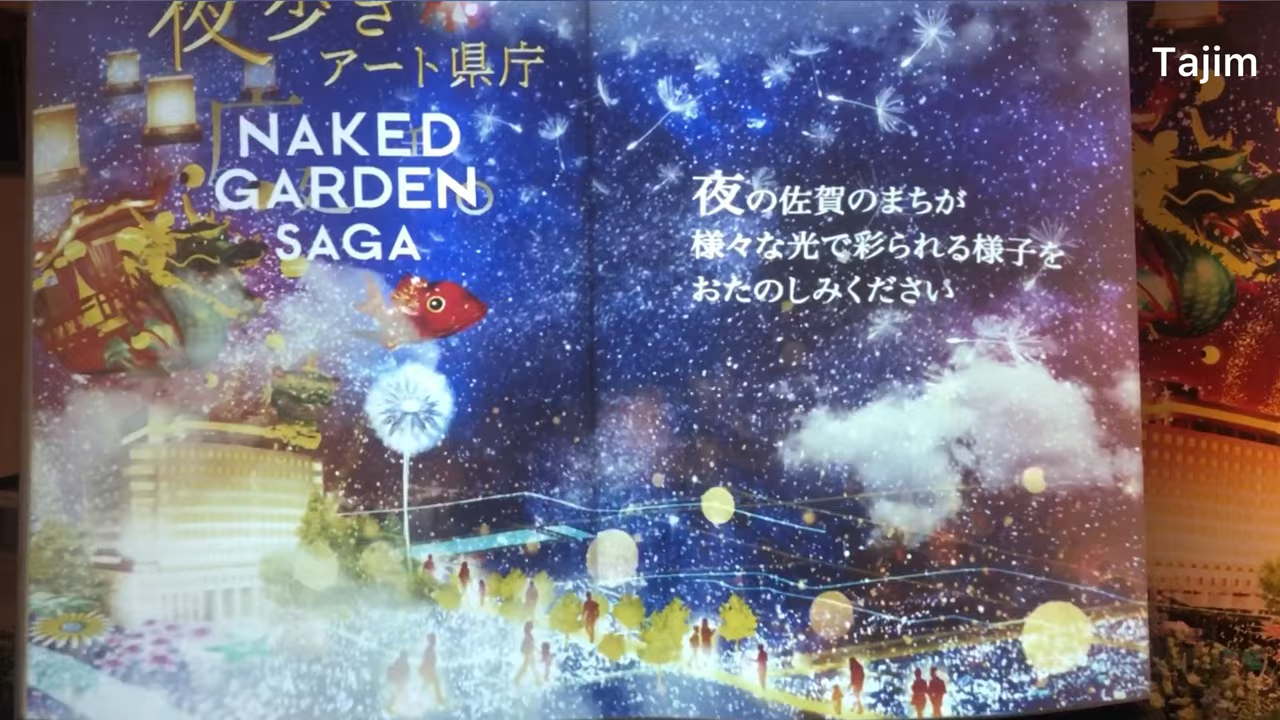 夜歩き
アート県庁
NAKED
GARDEN
SAGA
夜の佐賀のまちが
様々な光で彩られる様子を
おたのしみください
Tajim